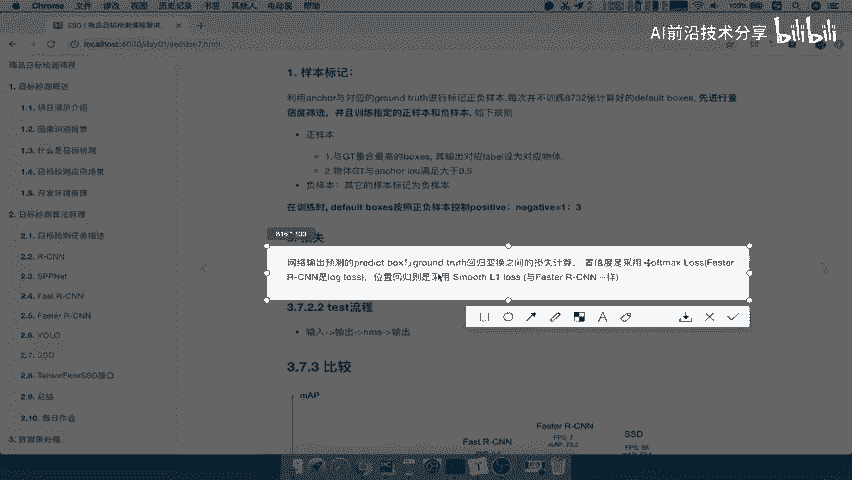 Chrome 文件 修改 视图 历史记录 书签 其他人 电动窗 帮助
AI前沿技术分享 bilibili
localhost:4000/day01/section7.html
商品目标检测课程
1. 目标检测概述
1.1. 项目演示介绍
1.2. 图像识别背景
1.3. 什么是目标检测
1.4. 目标检测应用场景
1.5. 开发环境搭建
2. 目标检测算法原理
2.1. 目标检测任务描述
2.2. R-CNN
2.3. SPPNet
2.4. Fast R-CNN
2.5. Faster R-CNN
2.6. YOLO
2.7. SSD
2.8. TensorFlowSSD接口
2.9. 总结
2.10. 每日作业
3. 数据集处理
1. 样本标记：
利用anchor与对应的ground truth进行标记正负样本,每次并不训练8732张计算好的default boxes, 先进行置
信度筛选，并且训练指定的正样本和负样本, 如下规则
正样本
1.与GT重合最高的boxes, 其输出对应label设为对应物体.
2.物体GT与anchor iou满足大于0.5
负样本：其它的样本标记为负样本
在训练时, default boxes按照正负样本控制positive：negative=1：3
损失
网络输出预测的predict box与ground truth回归变换之间的损失计算， 置信度是采用 Softmax Loss(Faster
R-CNN是log loss)，位置回归则是采用 Smooth L1 loss (与Faster R-CNN 一样)
3.7.2.2 test流程
输入->输出->nms->输出
3.7.3 比较
mAP
Faster R-CNN
FPS, 7
mAP, 73.2
Fast R-CNN
SSD